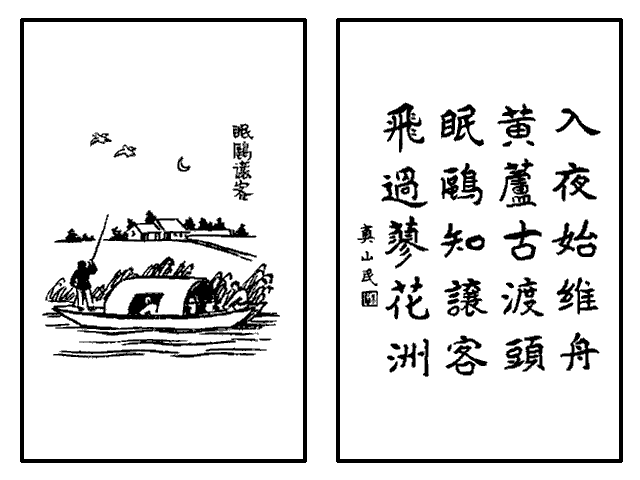 眠鷗讓客
入夜始維舟
黃蘆古渡頭
眠鷗知讓客
飛過蓼花洲
真山民